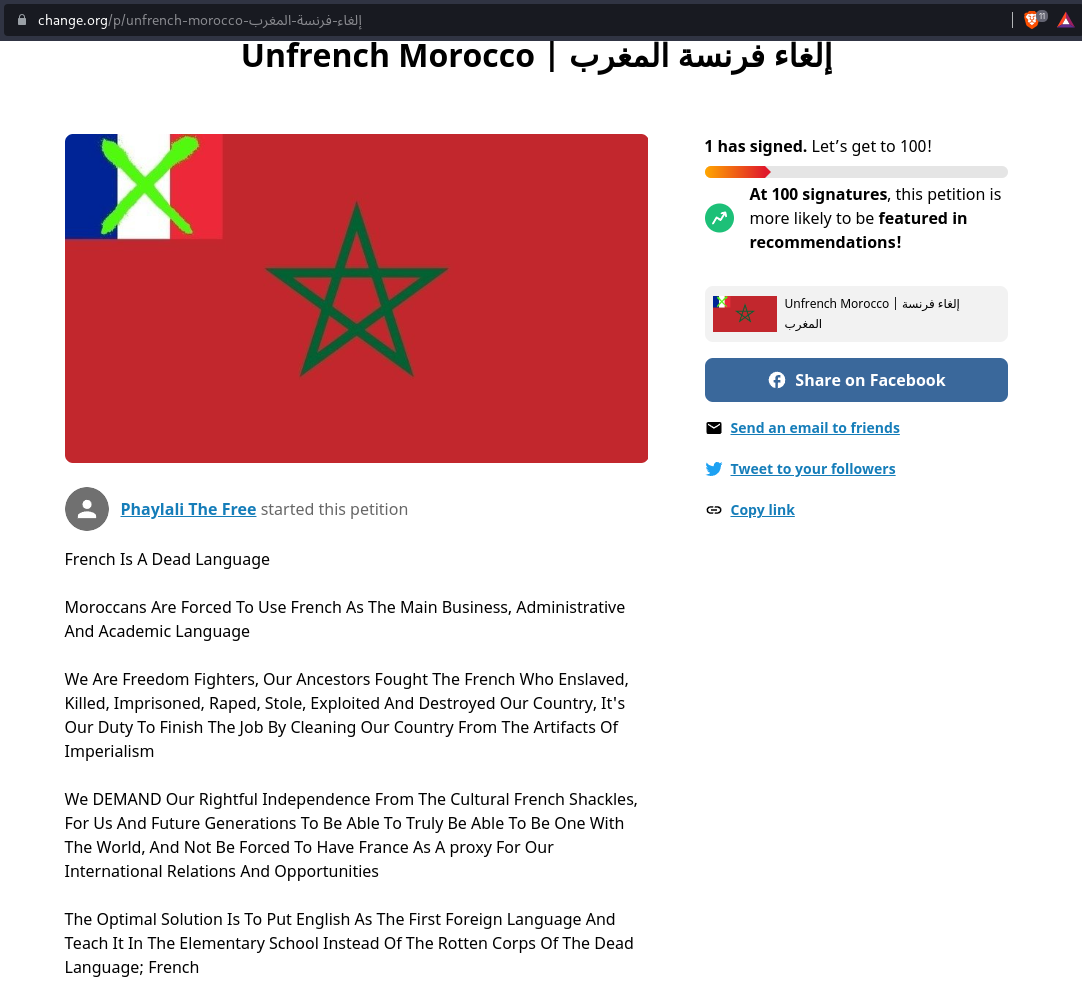 change.org/p/unfrench-morocco-إلغاء-فرنسة-المغرب
11
Unfrench Morocco | إلغاء فرنسة المغرب
1 has signed. Let’s get to 100!
At 100 signatures, this petition is
more likely to be featured in
recommendations!
Unfrench Morocco | إلغاء فرنسة
المغرب
Share on Facebook
Send an email to friends
Tweet to your followers
Copy link
Phaylali The Free started this petition
French Is A Dead Language
Moroccans Are Forced To Use French As The Main Business, Administrative
And Academic Language
We Are Freedom Fighters, Our Ancestors Fought The French Who Enslaved,
Killed, Imprisoned, Raped, Stole, Exploited And Destroyed Our Country, It's
Our Duty To Finish The Job By Cleaning Our Country From The Artifacts Of
Imperialism
We DEMAND Our Rightful Independence From The Cultural French Shackles,
For Us And Future Generations To Be Able To Truly Be Able To Be One With
The World, And Not Be Forced To Have France As A proxy For Our
International Relations And Opportunities
The Optimal Solution Is To Put English As The First Foreign Language And
Teach It In The Elementary School Instead Of The Rotten Corps Of The Dead
Language; French